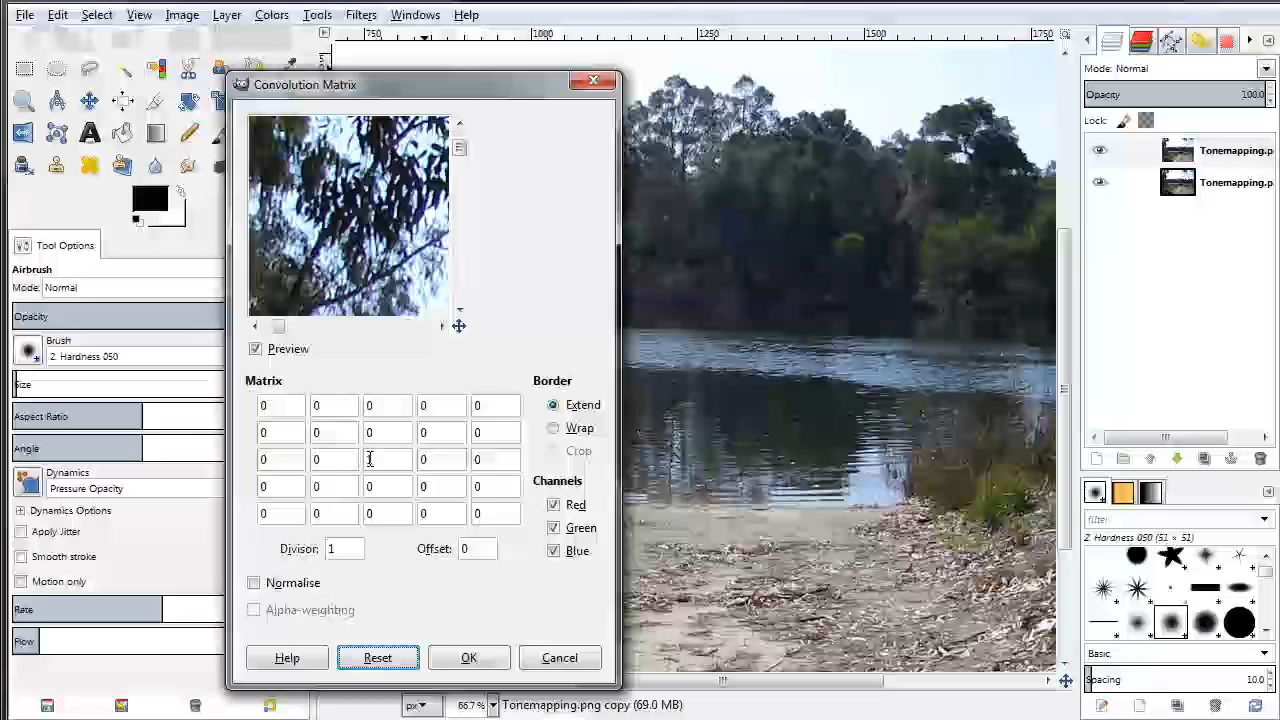 File Edit Select View Image Layer Colors Tools Filters Windows Help
750 1000 1250 1500 1750
Convolution Matrix
Preview
Matrix
0 0 0 0 0
0 0 0 0 0
0 0 0 0
0 0 0 0 0
0 0 0 0 0
Divisor: 1 Offset: 0
Normalise
Alpha-weighting
Border
Extend
Wrap
Crop
Channels
Red
Green
Blue
Help Reset OK Cancel
Tool Options
Airbrush
Mode: Normal
Opacity
Brush
2. Hardness 050
Size
Aspect Ratio
Angle
Dynamics
Pressure Opacity
Dynamics Options
Apply Jitter
Smooth stroke
Motion only
Rate
Flow
px 66.7% Tonemapping.png copy (69.0 MB)
Mode: Normal
Opacity 100.0
Lock:
Tonemapping.p
Tonemapping.p
filter
2. Hardness 050 (51 × 51)
Basic,
Spacing 10.0